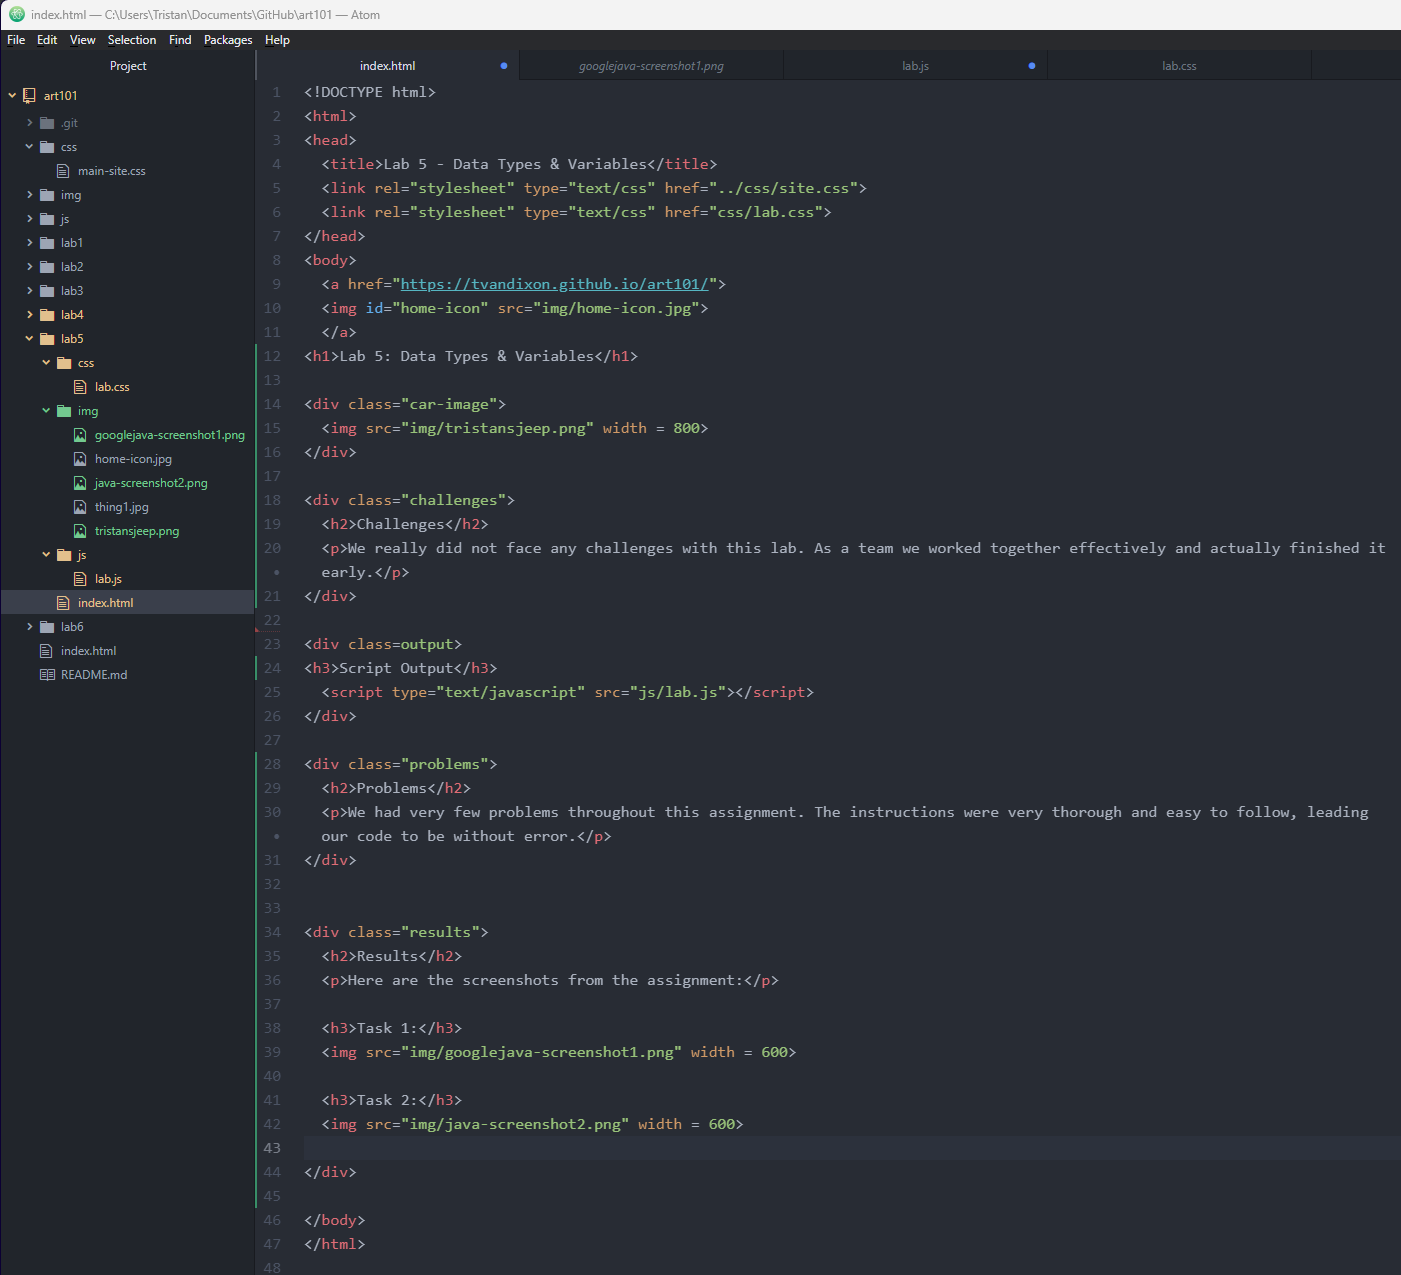 index.html — C:\Users\Tristan\Documents\GitHub\art101 — Atom
File Edit View Selection Find Packages Help
Project
art101
.git
css
main-site.css
img
js
lab1
lab2
lab3
lab4
lab5
css
lab.css
img
googlejava-screenshot1.png
home-icon.jpg
java-screenshot2.png
thing1.jpg
tristansjeep.png
js
lab.js
index.html
lab6
index.html
README.md
index.html googlejava-screenshot1.png lab.js lab.css
1 <!DOCTYPE html>
2 <html>
3 <head>
4   <title>Lab 5 - Data Types & Variables</title>
5   <link rel="stylesheet" type="text/css" href="../css/site.css">
6   <link rel="stylesheet" type="text/css" href="css/lab.css">
7 </head>
8 <body>
9   <a href="https://tvandixon.github.io/art101/">
10   <img id="home-icon" src="img/home-icon.jpg">
11   </a>
12 <h1>Lab 5: Data Types & Variables</h1>
13
14 <div class="car-image">
15   <img src="img/tristansjeep.png" width = 800>
16 </div>
17
18 <div class="challenges">
19   <h2>Challenges</h2>
20   <p>We really did not face any challenges with this lab. As a team we worked together effectively and actually finished it
•   early.</p>
21 </div>
22
23 <div class=output>
24 <h3>Script Output</h3>
25   <script type="text/javascript" src="js/lab.js"></script>
26 </div>
27
28 <div class="problems">
29   <h2>Problems</h2>
30   <p>We had very few problems throughout this assignment. The instructions were very thorough and easy to follow, leading
•   our code to be without error.</p>
31 </div>
32
33
34 <div class="results">
35   <h2>Results</h2>
36   <p>Here are the screenshots from the assignment:</p>
37
38   <h3>Task 1:</h3>
39   <img src="img/googlejava-screenshot1.png" width = 600>
40
41   <h3>Task 2:</h3>
42   <img src="img/java-screenshot2.png" width = 600>
43
44 </div>
45
46 </body>
47 </html>
48